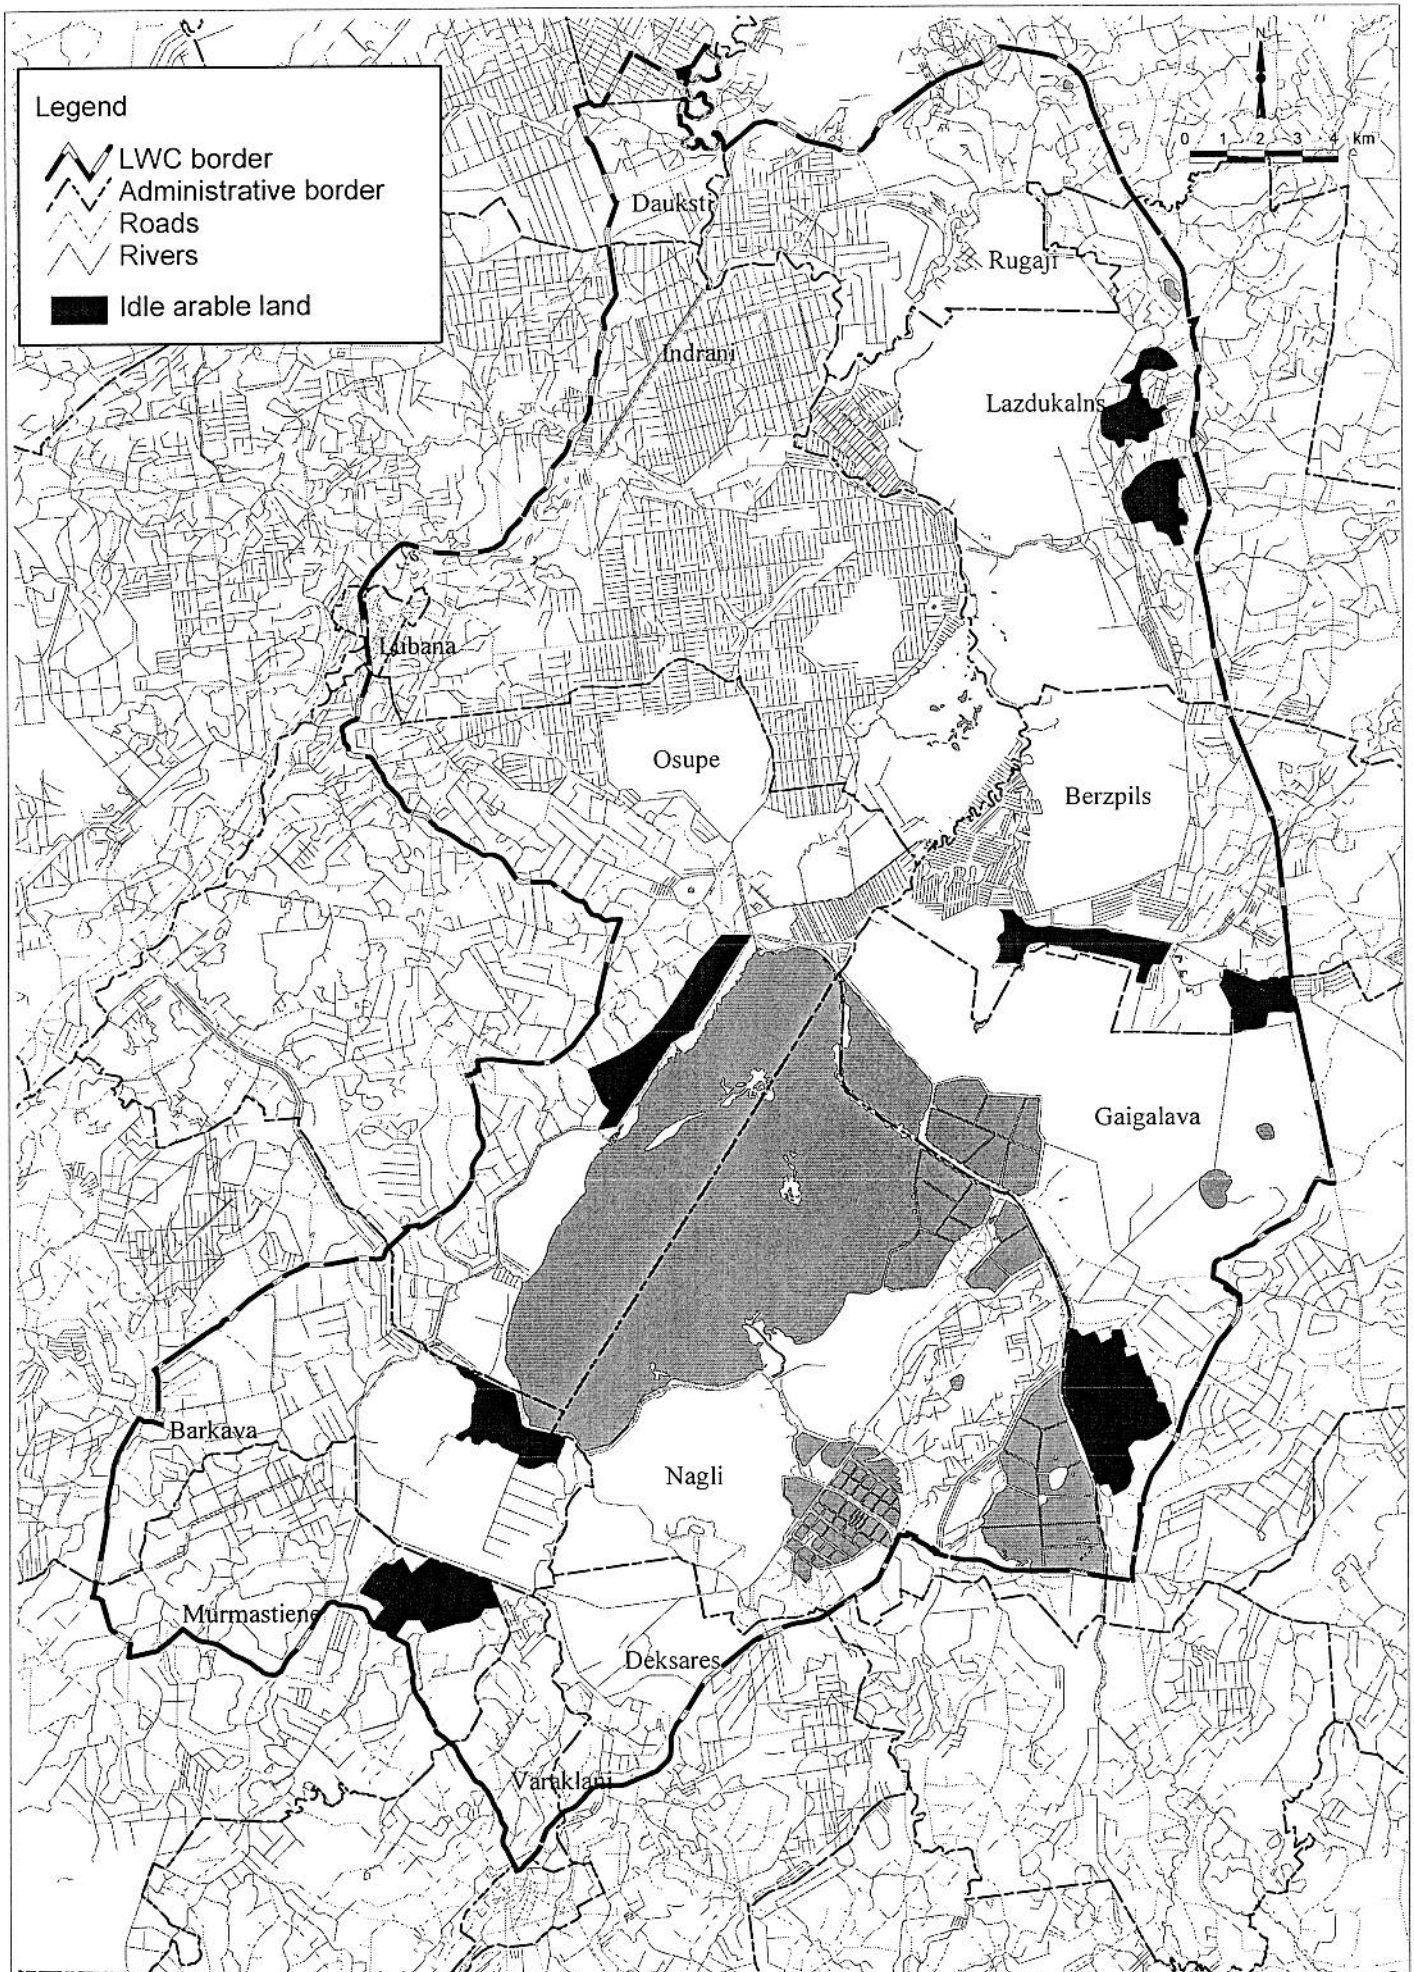 N
Legend
LWC border
Administrative border
Roads
Rivers
Idle arable land
0 1 2 3 4 km
Dauksti
Rugaji
Indrani
Lazdukalns
Lubana
Osupe
Berzpils
Gaigalava
Barkava
Nagli
Murmastiene
Deksares
Varaklani